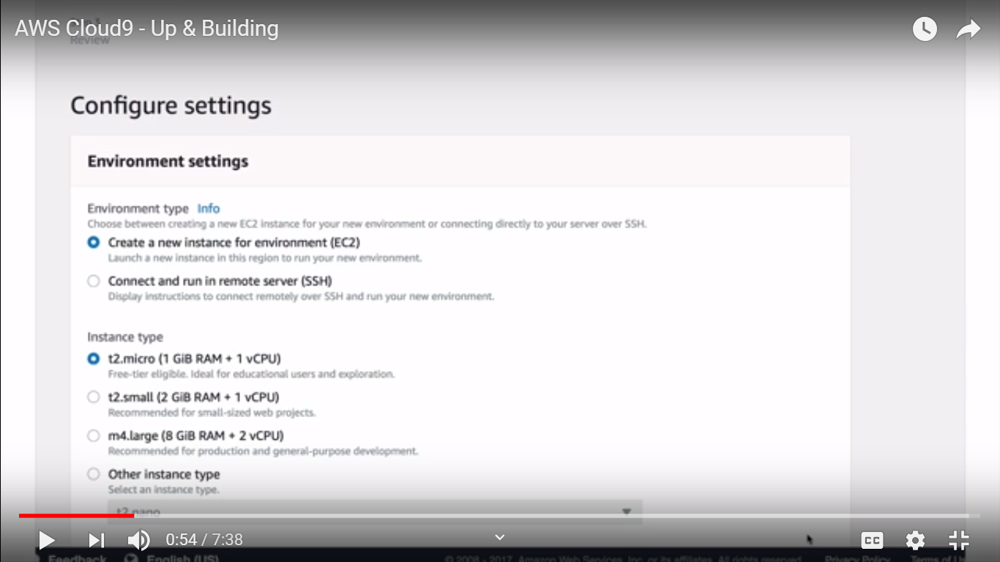 AWS Cloud9 - Up & Building
Review
Configure settings
Environment settings
Environment type Info
Choose between creating a new EC2 instance for your new environment or connecting directly to your server over SSH.
Create a new instance for environment (EC2)
Launch a new instance in this region to run your new environment.
Connect and run in remote server (SSH)
Display instructions to connect remotely over SSH and run your new environment.
Instance type
t2.micro (1 GiB RAM + 1 vCPU)
Free-tier eligible. Ideal for educational users and exploration.
t2.small (2 GiB RAM + 1 vCPU)
Recommended for small-sized web projects.
m4.large (8 GiB RAM + 2 vCPU)
Recommended for production and general-purpose development.
Other instance type
Select an instance type.
t2.nano
0:54 / 7:38
CC
Feedback English (US) © 2008 - 2017, Amazon Web Services, Inc. or its affiliates. All rights reserved. Privacy Policy Terms of